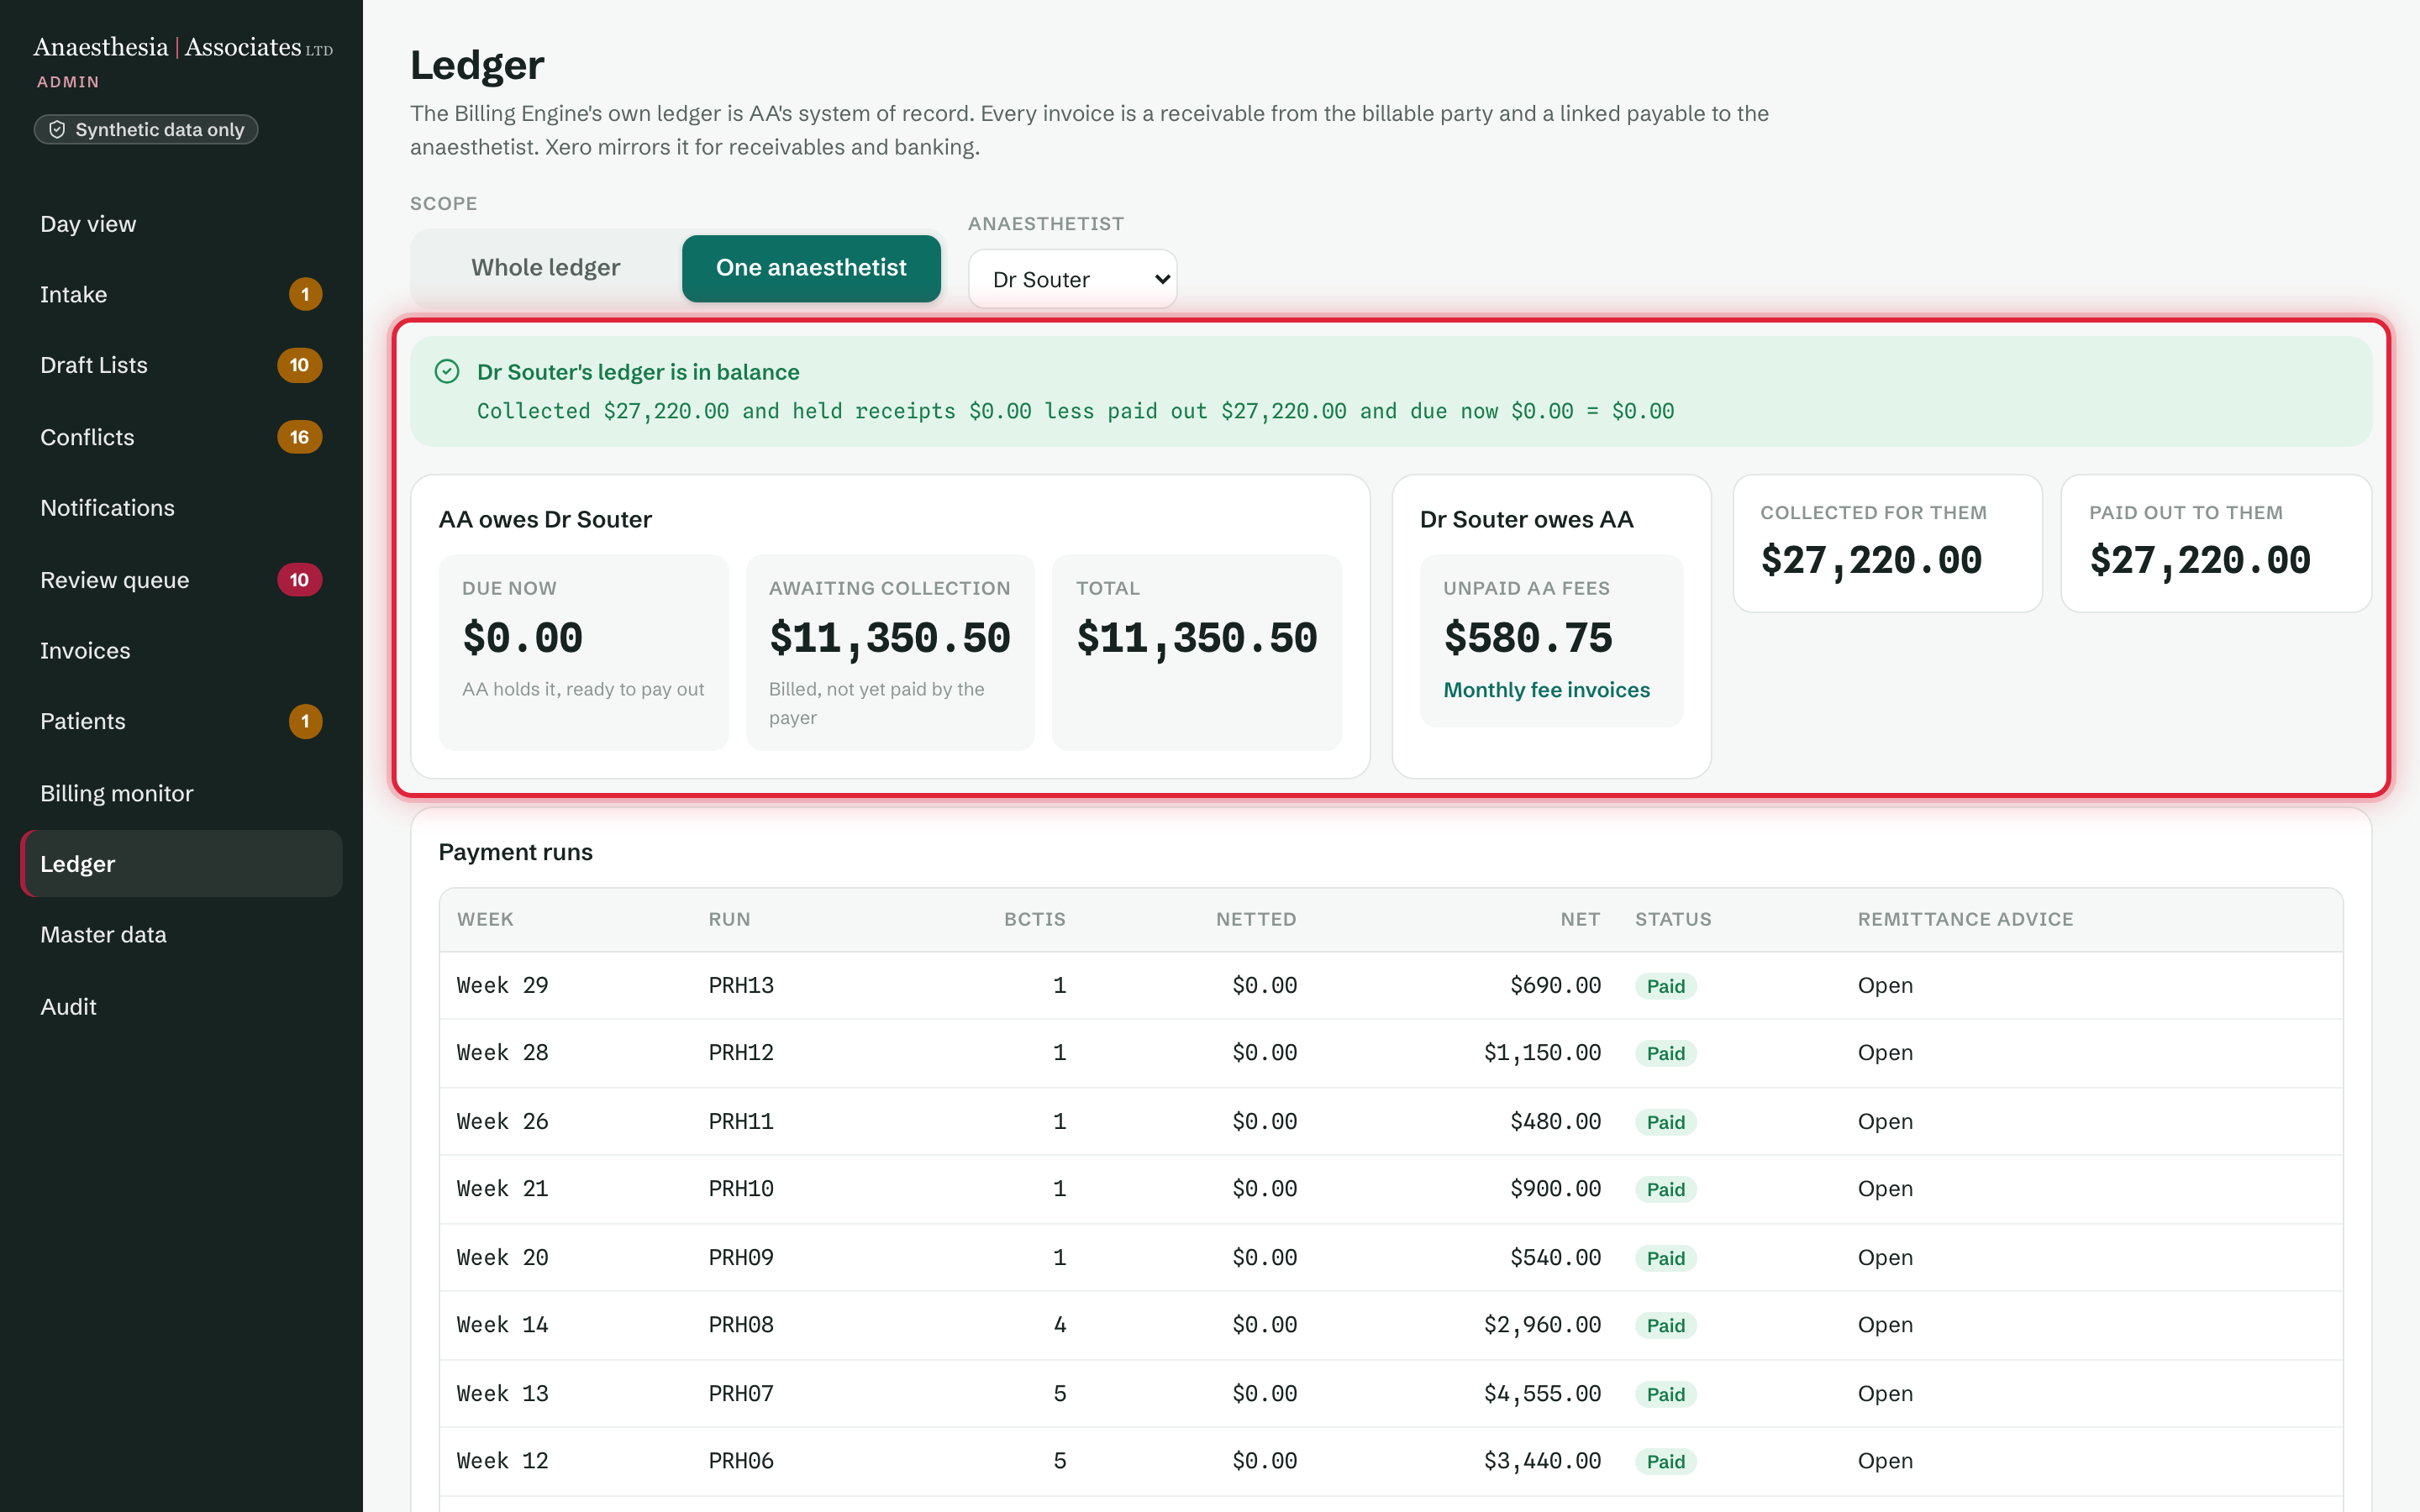 Anaesthesia | Associates LTD
ADMIN
Synthetic data only
Day view
Intake 1
Draft Lists 10
Conflicts 16
Notifications
Review queue 10
Invoices
Patients 1
Billing monitor
Ledger
Master data
Audit
Ledger
The Billing Engine's own ledger is AA's system of record. Every invoice is a receivable from the billable party and a linked payable to the
anaesthetist. Xero mirrors it for receivables and banking.
SCOPE
Whole ledger
One anaesthetist
ANAESTHETIST
Dr Souter
Dr Souter's ledger is in balance
Collected $27,220.00 and held receipts $0.00 less paid out $27,220.00 and due now $0.00 = $0.00
AA owes Dr Souter
DUE NOW
$0.00
AA holds it, ready to pay out
AWAITING COLLECTION
$11,350.50
Billed, not yet paid by the
payer
TOTAL
$11,350.50
Dr Souter owes AA
UNPAID AA FEES
$580.75
Monthly fee invoices
COLLECTED FOR THEM
$27,220.00
PAID OUT TO THEM
$27,220.00
Payment runs
WEEK RUN BCTIS NETTED NET STATUS REMITTANCE ADVICE
Week 29 PRH13 1 $0.00 $690.00 Paid Open
Week 28 PRH12 1 $0.00 $1,150.00 Paid Open
Week 26 PRH11 1 $0.00 $480.00 Paid Open
Week 21 PRH10 1 $0.00 $900.00 Paid Open
Week 20 PRH09 1 $0.00 $540.00 Paid Open
Week 14 PRH08 4 $0.00 $2,960.00 Paid Open
Week 13 PRH07 5 $0.00 $4,555.00 Paid Open
Week 12 PRH06 5 $0.00 $3,440.00 Paid Open